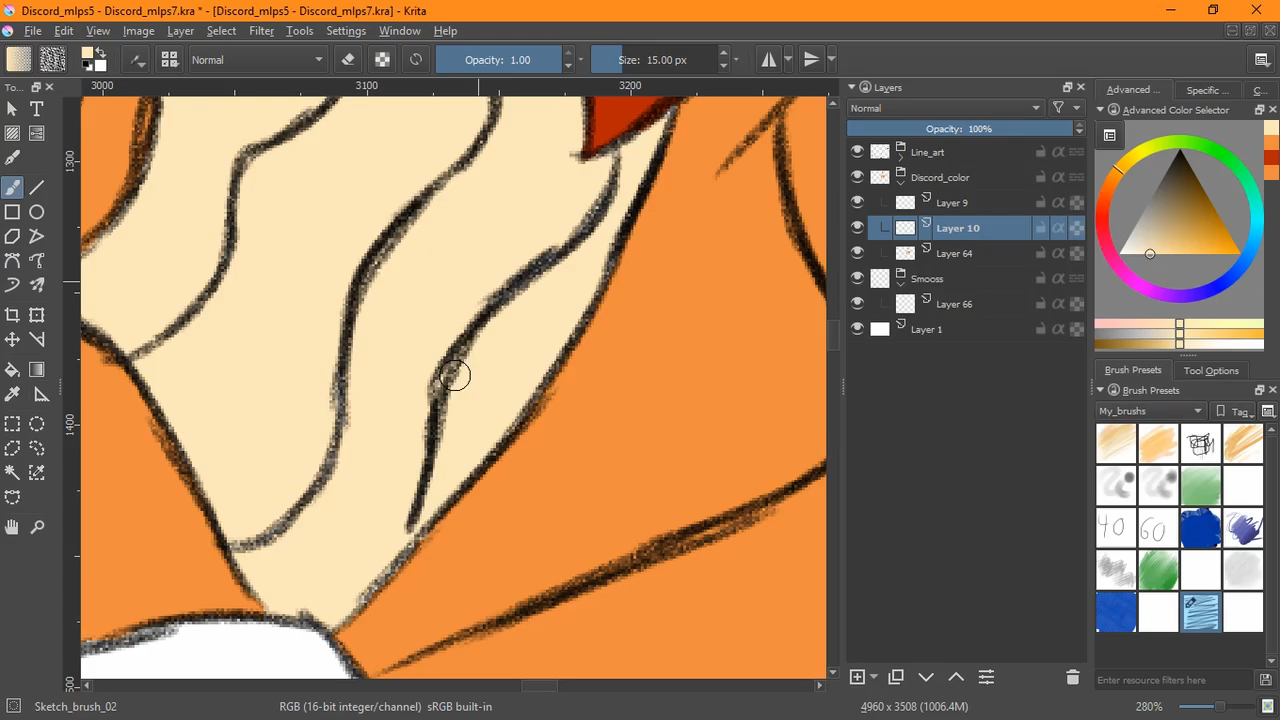 Discord_mlps5 - Discord_mlps7.kra * - [Discord_mlps5 - Discord_mlps7.kra] - Krita
File Edit View Image Layer Select Filter Tools Settings Window Help
Normal Opacity: 1.00 Size: 15.00 px
To...
3000 3100 3200
1300
1400
Layers
Normal
Opacity: 100%
Line_art
Discord_color
Layer 9
Layer 10
Layer 64
Smooss
Layer 66
Layer 1
Advanced ... Specific ... C...
Advanced Color Selector
Brush Presets Tool Options
Brush Presets
My_brushes Tag
40 60
Enter resource filters here
Sketch_brush_02 RGB (16-bit integer/channel) sRGB built-in 4960 x 3508 (1006.4M) 280%